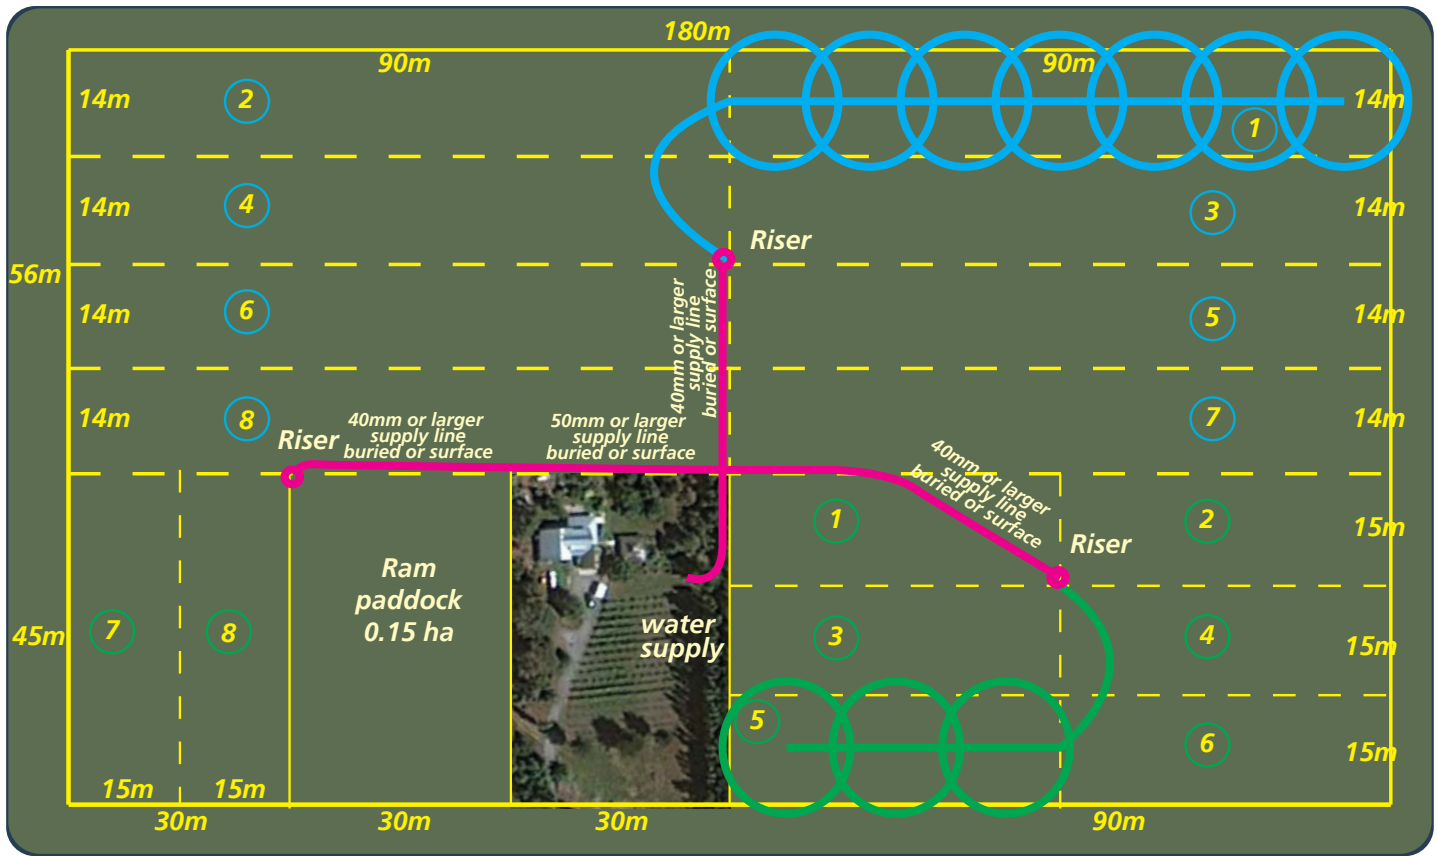 180m
90m
90m
14m
2
14m
1
14m
4
3
14m
Riser
56m
14m
6
5
14m
40mm or larger
supply line
buried or surface
14m
8
7
14m
Riser
40mm or larger
supply line
buried or surface
50mm or larger
supply line
buried or surface
40mm or larger
supply line
buried or surface
1
2
15m
Riser
Ram
paddock
0.15 ha
water
supply
45m
7
8
3
4
15m
5
6
15m
15m
15m
30m
30m
30m
90m